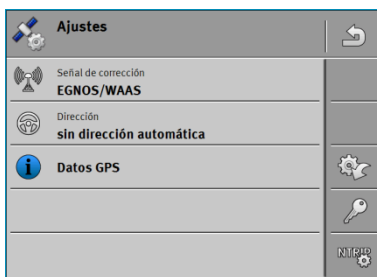 Ajustes
Señal de corrección
EGNOS/WAAS
Dirección
sin dirección automática
Datos GPS
NTRIP